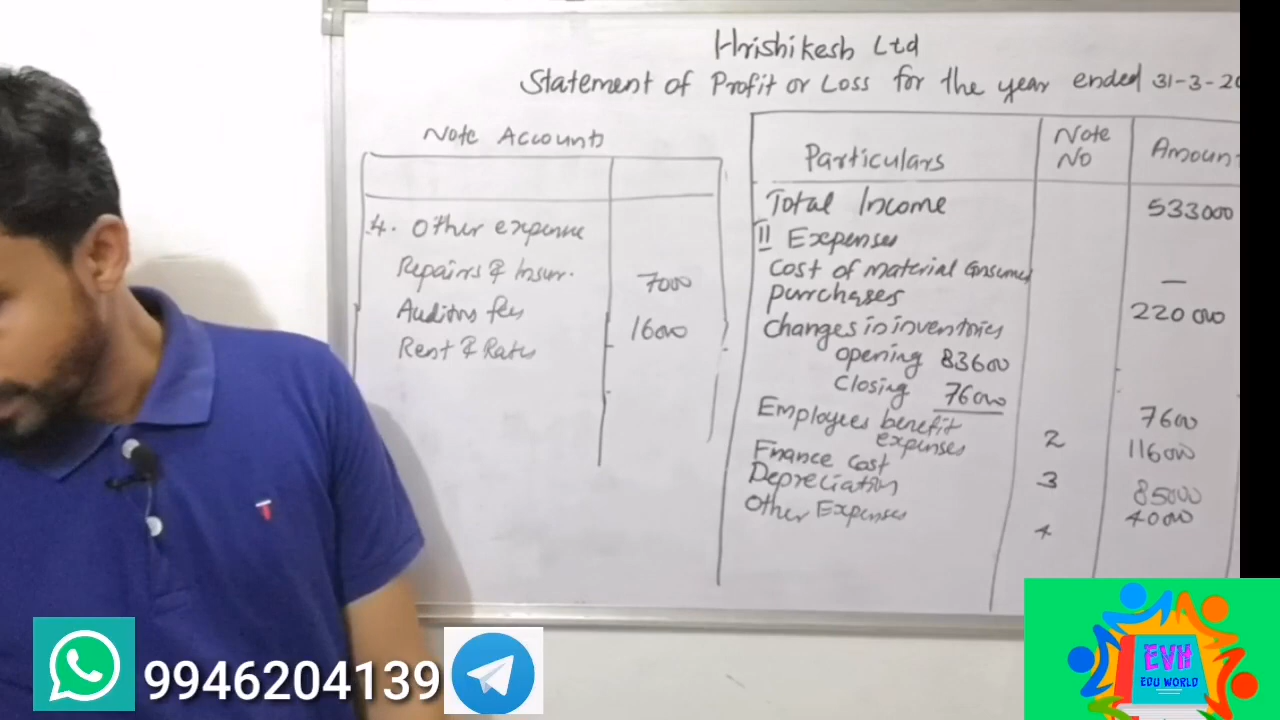 Hrishikesh Ltd
Statement of Profit or Loss for the year ended 31-3-20
Note Accounts
4. Other expense
Repairs & Insur. 7000
Auditors fees 16000
Rent & Rates
Particulars Note No Amoun
Total Income 533000
II Expenses
Cost of material Consumed —
purchases 220000
Changes in inventories
opening 83600
Closing 76000
7600
Employees benefit expenses 2 116000
Finance cost 3 85000
Depreciation 40000
Other Expenses 4
9946204139
EVH
EDU WORLD